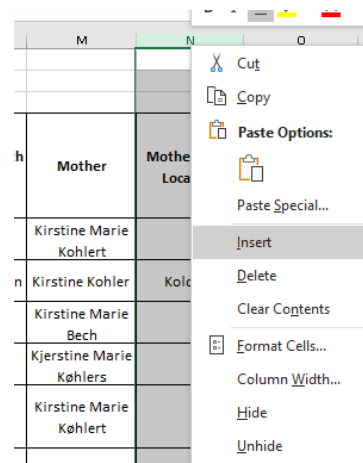 M N O
Cut
Copy
Paste Options:
Paste Special...
Insert
Delete
Clear Contents
Format Cells...
Column Width...
Hide
Unhide
h
Mother
Mothe
Loca
Kirstine Marie
Kohlert
n Kirstine Kohler Kolc
Kirstine Marie
Bech
Kjerstine Marie
Køhlers
Kirstine Marie
Køhlert